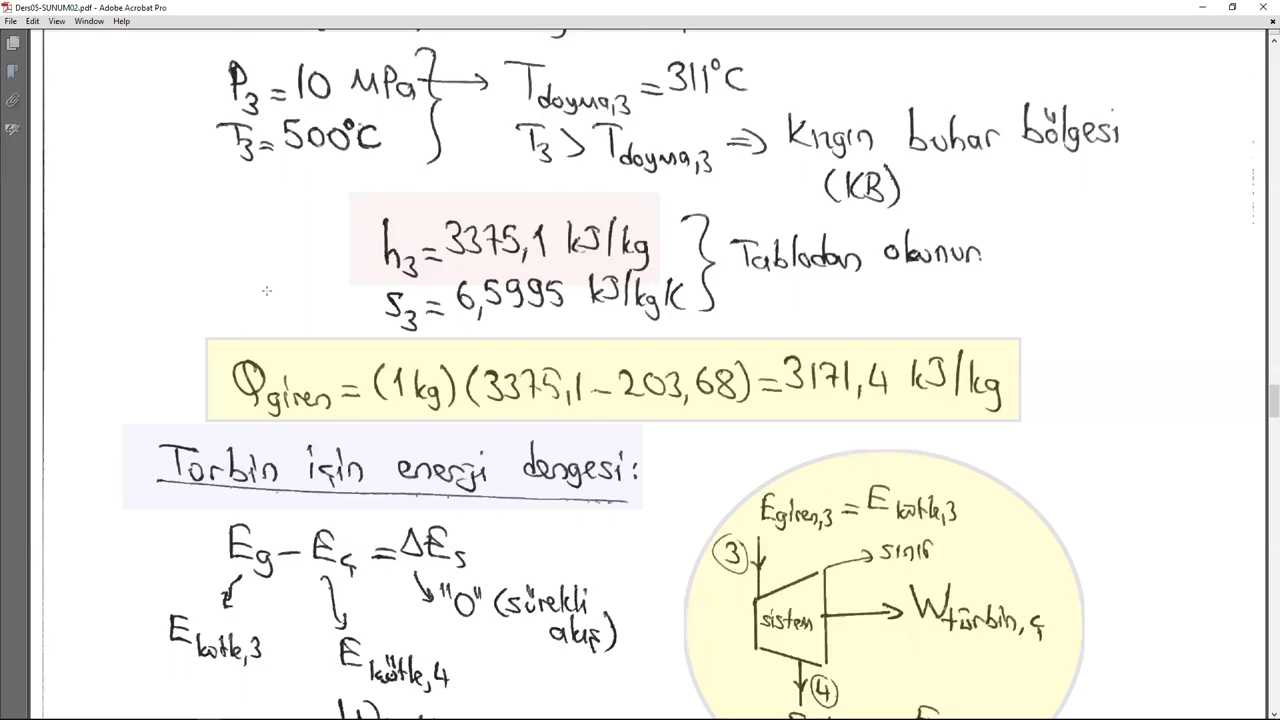 Ders05-SUNUM02.pdf - Adobe Acrobat Pro
File Edit View Window Help
P₃ = 10 MPa → Tdoyma,3 = 311°C
T₃ = 500°C T₃ > Tdoyma,3 ⇒ Kızgın buhar bölgesi
(KB)
h₃ = 3375,1 kJ/kg
s₃ = 6,5995 kJ/kgK } Tablodan okunur.
Qgiren = (1kg)(3375,1 - 203,68) = 3171,4 kJ/kg
Türbin için enerji dengesi:
Eg - Eç = ΔEs
"0" (sürekli akış)
Ekütle,3
Ekütle,4
Egiren,3 = Ekütle,3
3
sınır
sistem
Wtürbin,ç
4